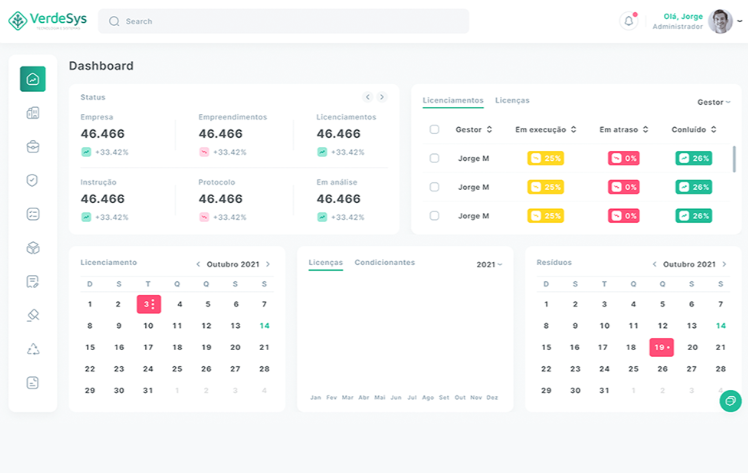 VerdeSys
Search
Olá, Jorge
Administrador
Dashboard
Status
Empresa Empreendimentos Licenciamentos
46.466 46.466 46.466
+33.42% +33.42% +33.42%
Instrução Protocolo Em análise
46.466 46.466 46.466
+33.42% +33.42% +33.42%
Licenciamentos Licenças Gestor
Gestor Em execução Em atraso Conluído
Jorge M 25% 0% 26%
Jorge M 25% 0% 26%
Jorge M 25% 0% 26%
Licenciamento Outubro 2021
D S T Q Q S S
1 2 3 4 5 6 7
8 9 10 11 12 13 14
15 16 17 18 19 20 21
22 23 24 25 26 27 28
29 30 31 1 2 3 4
Licenças Condicionantes 2021
Jan Fev Mar Abr Mai Jun Jul Ago Set Out Nov Dez
Resíduos Outubro 2021
D S T Q Q S S
1 2 3 4 5 6 7
8 9 10 11 12 13 14
15 16 17 18 19 20 21
22 23 24 25 26 27 28
29 30 31 1 2 3 4